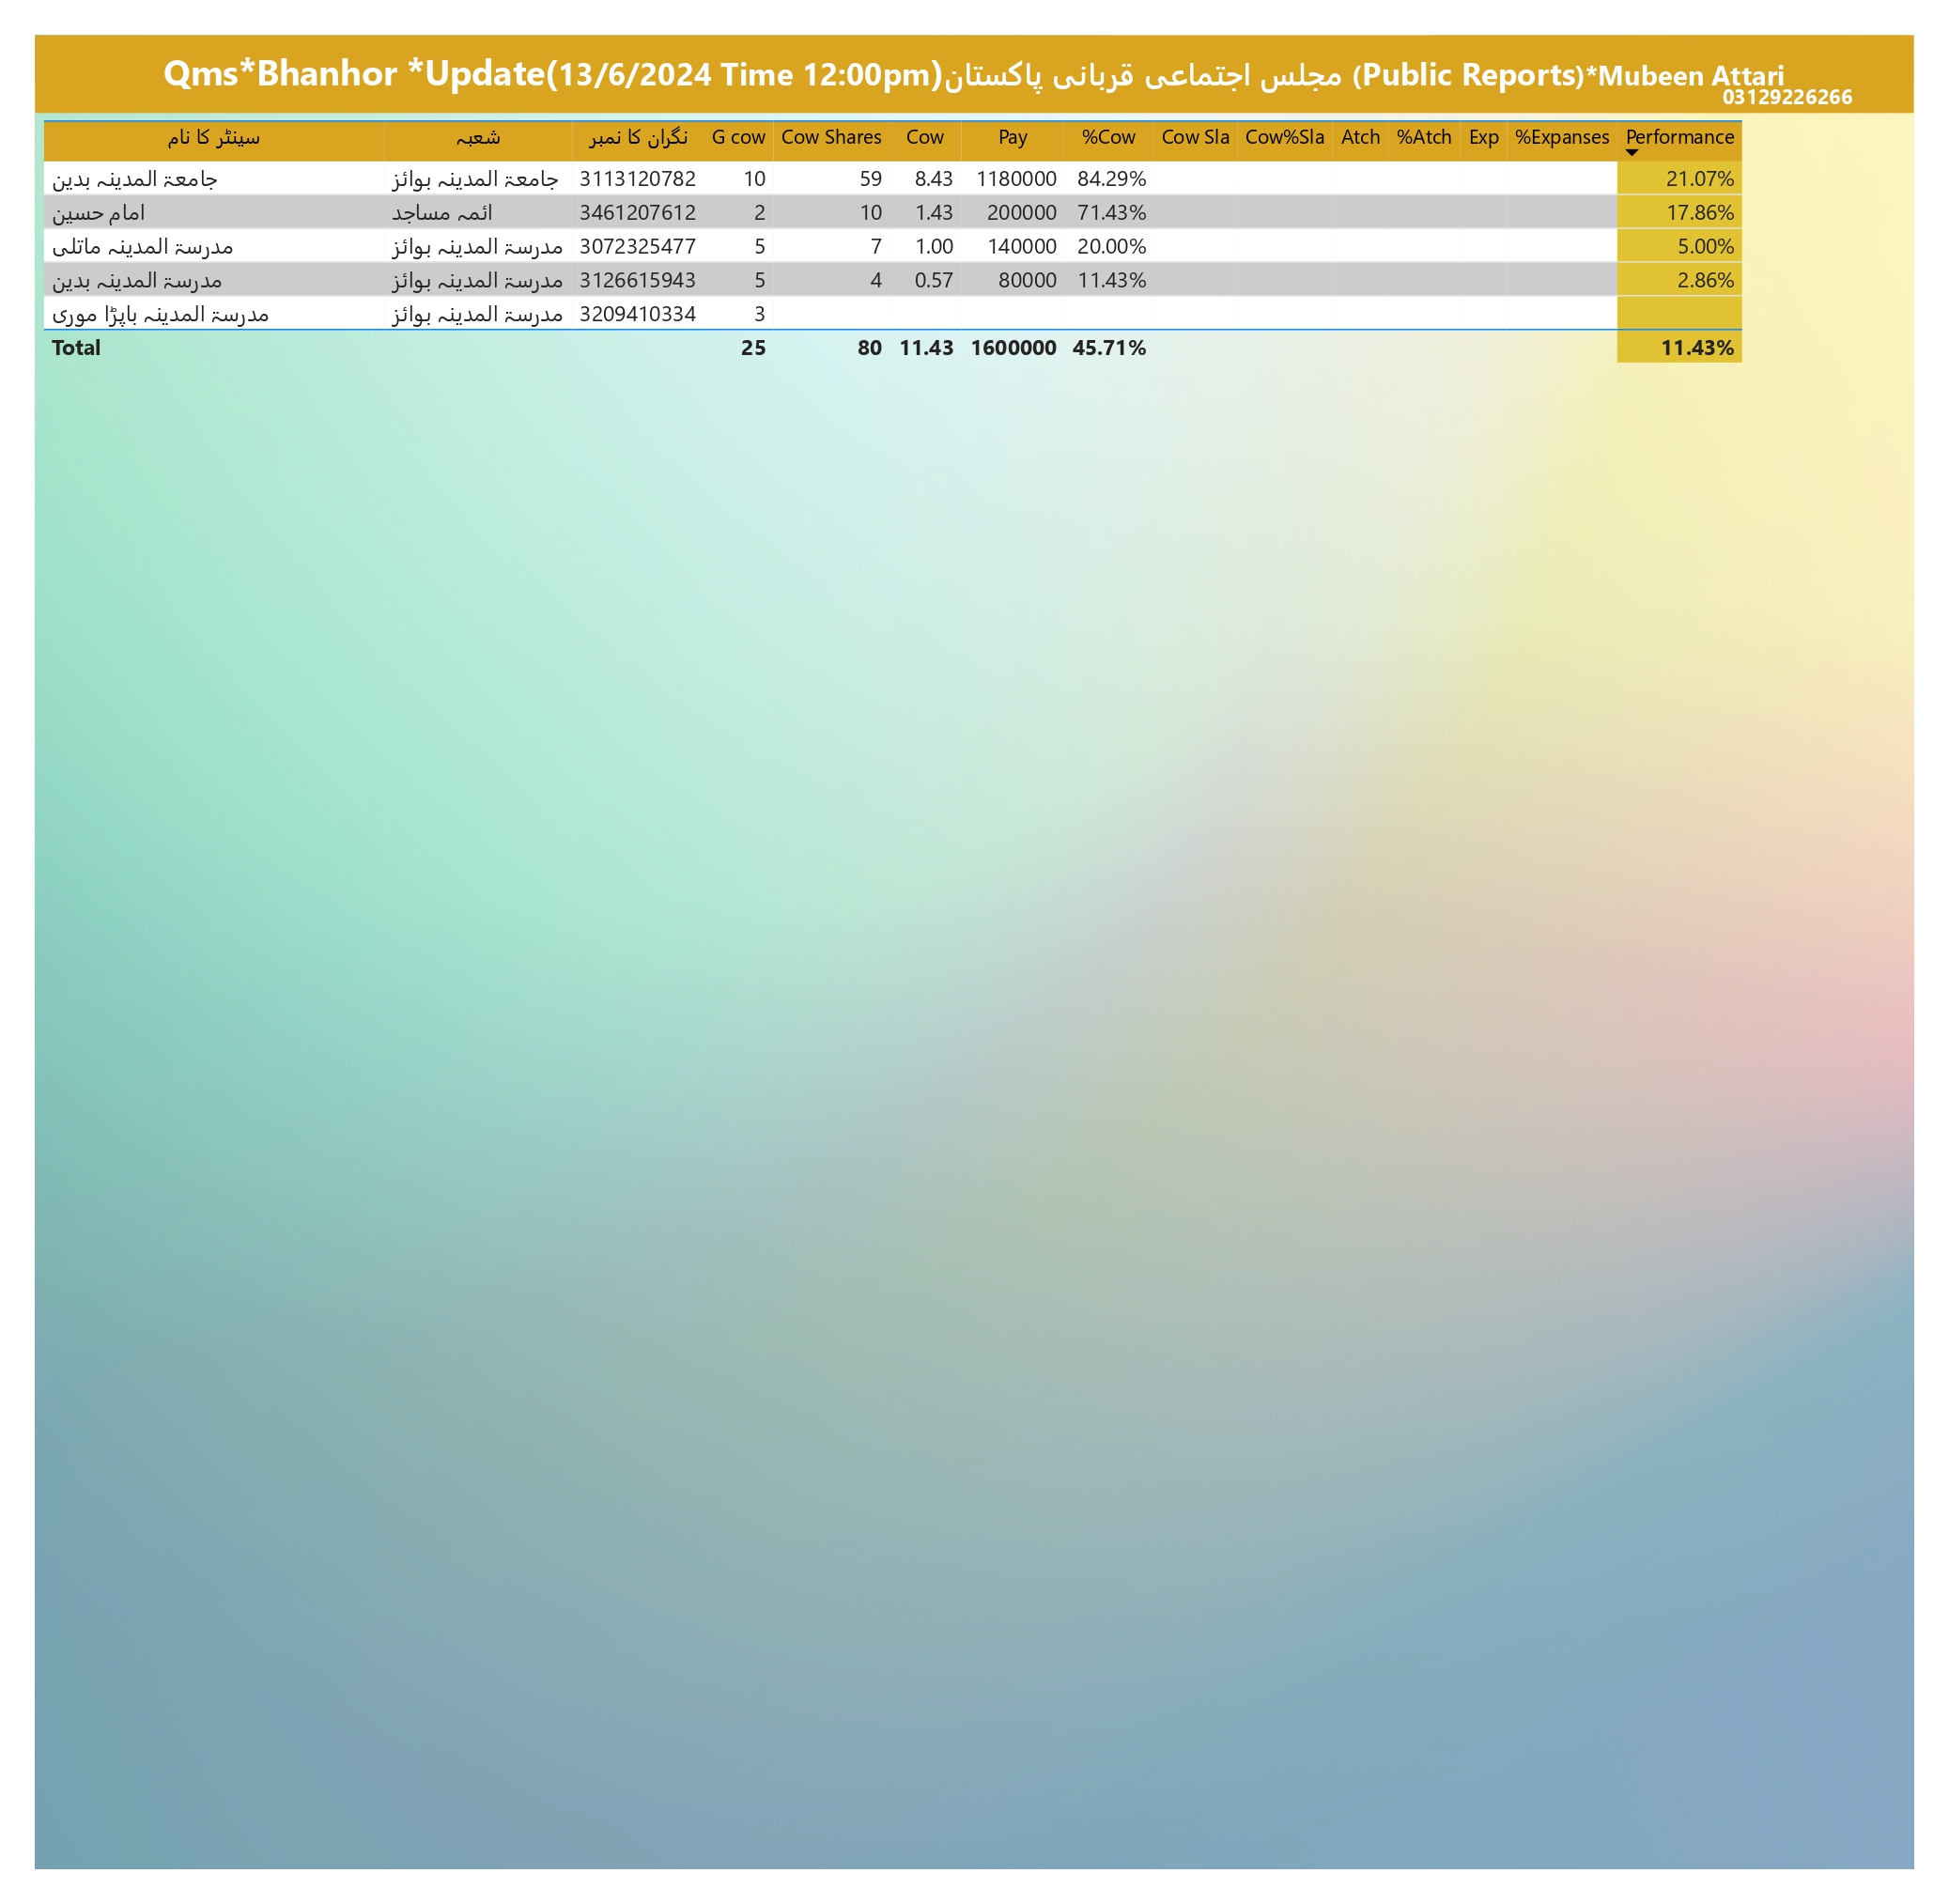 Qms*Bhanhor *Update(13/6/2024 Time 12:00pm)مجلس اجتماعی قربانی پاکستان (Public Reports)*Mubeen Attari
03129226266
سینٹر کا نام شعبہ نگران کا نمبر G cow Cow Shares Cow Pay %Cow Cow Sla Cow%Sla Atch %Atch Exp %Expanses Performance
جامعۃ المدینہ بدین جامعۃ المدینہ بوائز 3113120782 10 59 8.43 1180000 84.29% 21.07%
امام حسین ائمہ مساجد 3461207612 2 10 1.43 200000 71.43% 17.86%
مدرسۃ المدینہ ماتلی مدرسۃ المدینہ بوائز 3072325477 5 7 1.00 140000 20.00% 5.00%
مدرسۃ المدینہ بدین مدرسۃ المدینہ بوائز 3126615943 5 4 0.57 80000 11.43% 2.86%
مدرسۃ المدینہ باپڑا موری مدرسۃ المدینہ بوائز 3209410334 3
Total 25 80 11.43 1600000 45.71% 11.43%